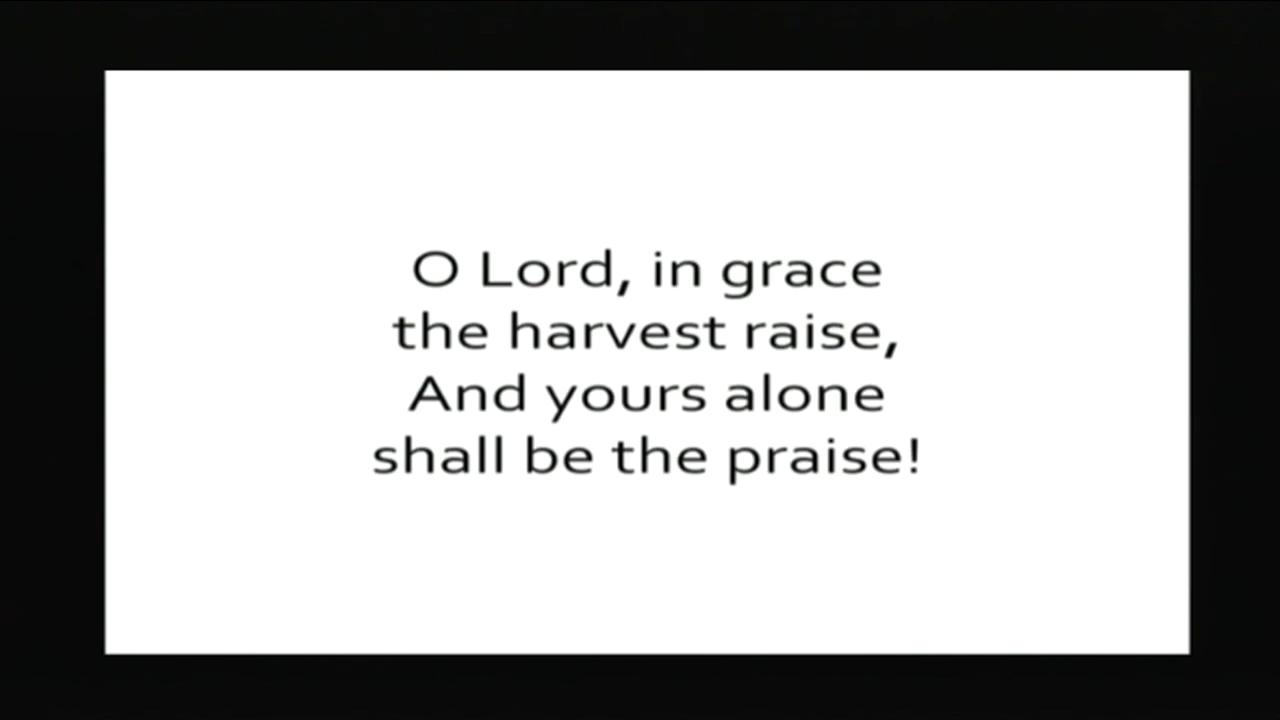 O Lord, in grace
the harvest raise,
And yours alone
shall be the praise!